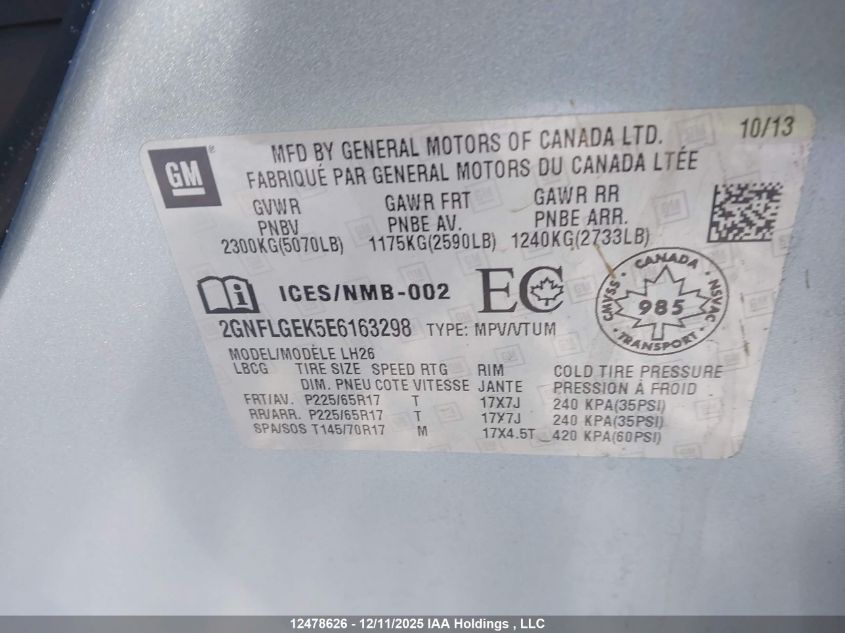 GM ®
MFD BY GENERAL MOTORS OF CANADA LTD. 10/13
FABRIQUÉ PAR GENERAL MOTORS DU CANADA LTÉE
GVWR GAWR FRT GAWR RR
PNBV PNBE AV. PNBE ARR.
2300KG(5070LB) 1175KG(2590LB) 1240KG(2733LB)
ICES/NMB-002 EC
CANADA
CMVSS 985 NSVAC
TRANSPORT
2GNFLGEK5E6163298 TYPE: MPV/VTUM
MODEL/MODÈLE LH26
LBCG TIRE SIZE SPEED RTG RIM COLD TIRE PRESSURE
DIM. PNEU COTE VITESSE JANTE PRESSION À FROID
FRT/AV. P225/65R17 T 17X7J 240 KPA(35PSI)
RR/ARR. P225/65R17 T 17X7J 240 KPA(35PSI)
SPA/SOS T145/70R17 M 17X4.5T 420 KPA(60PSI)
12478626 - 12/11/2025 IAA Holdings , LLC